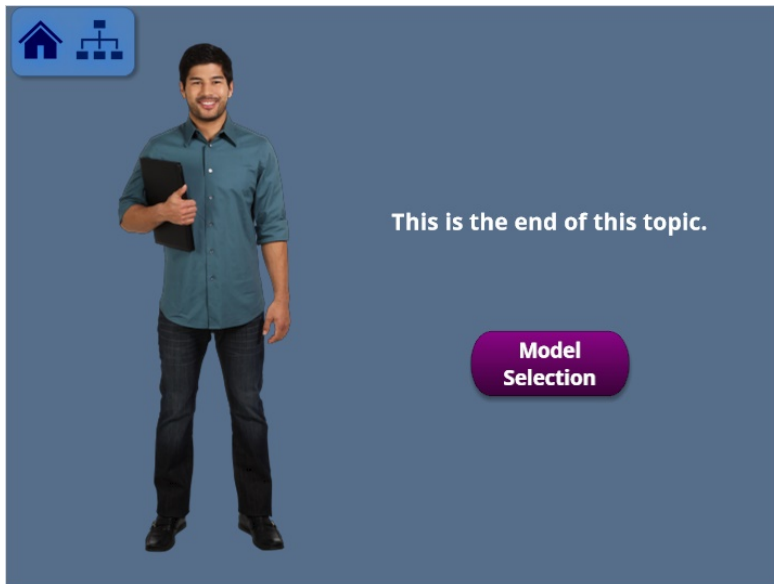 This is the end of this topic.
Model
Selection